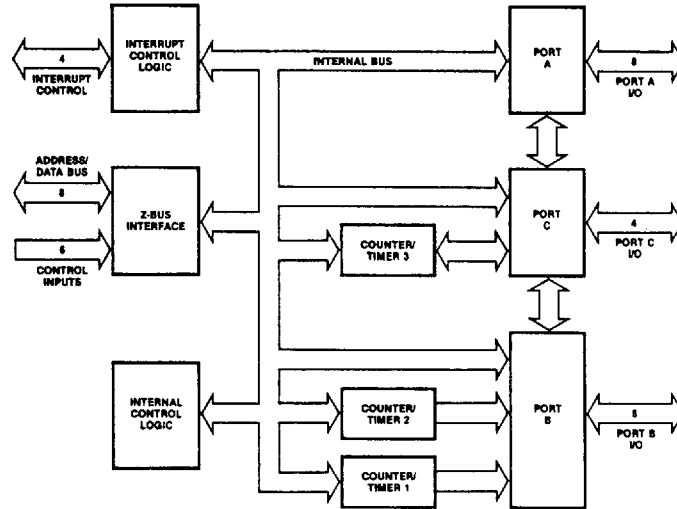 4
INTERRUPT
CONTROL
INTERRUPT
CONTROL
LOGIC
INTERNAL BUS
PORT
A
8
PORT A
I/O
ADDRESS/
DATA BUS
8
Z-BUS
INTERFACE
6
CONTROL
INPUTS
COUNTER/
TIMER 3
PORT
C
4
PORT C
I/O
INTERNAL
CONTROL
LOGIC
COUNTER/
TIMER 2
COUNTER/
TIMER 1
PORT
B
8
PORT B
I/O